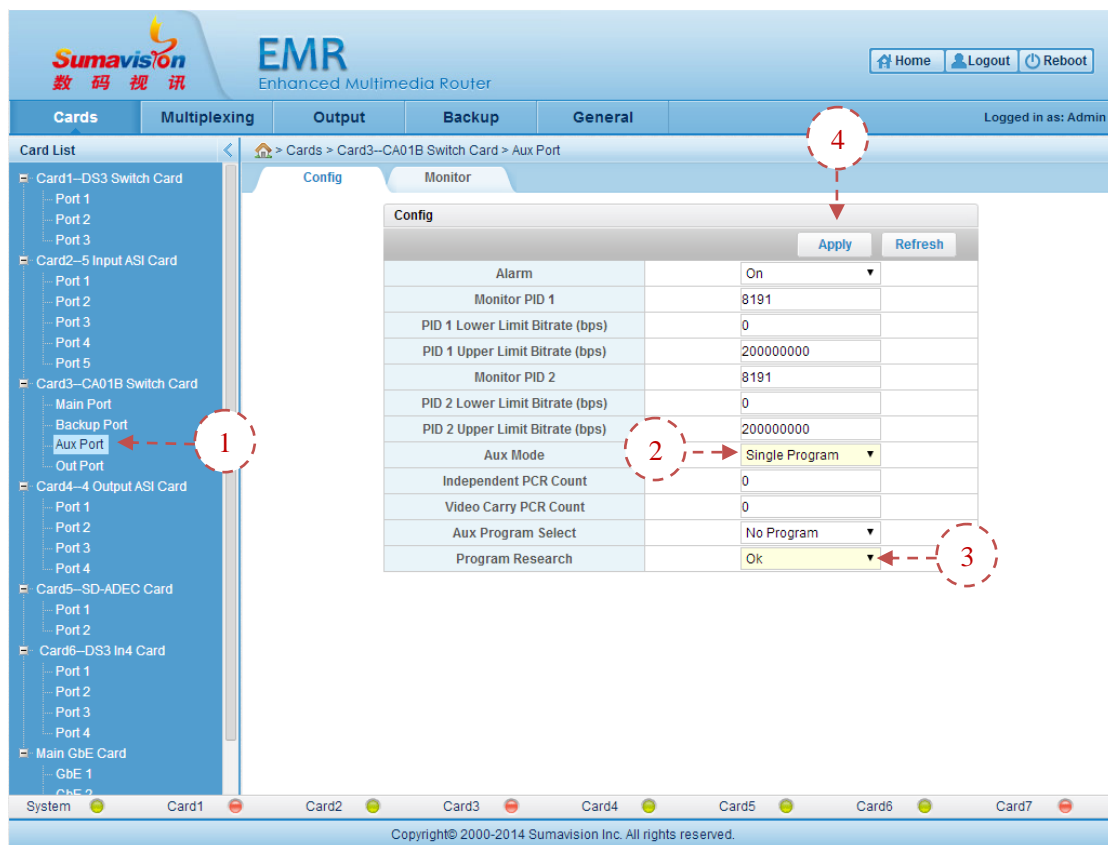 Sumavision
数 码 视 讯
EMR
Enhanced Multimedia Router
Home Logout Reboot
Cards Multiplexing Output Backup General Logged in as: Admin
Card List
> Cards > Card3--CA01B Switch Card > Aux Port
4
Card1--DS3 Switch Card
Port 1
Port 2
Port 3
Card2--5 Input ASI Card
Port 1
Port 2
Port 3
Port 4
Port 5
Card3--CA01B Switch Card
Main Port
Backup Port
Aux Port
1
Out Port
Card4--4 Output ASI Card
Port 1
Port 2
Port 3
Port 4
Card5--SD-ADEC Card
Port 1
Port 2
Card6--DS3 In4 Card
Port 1
Port 2
Port 3
Port 4
Main GbE Card
GbE 1
GbE 2
Config Monitor
Config
Apply Refresh
Alarm On
Monitor PID 1 8191
PID 1 Lower Limit Bitrate (bps) 0
PID 1 Upper Limit Bitrate (bps) 200000000
Monitor PID 2 8191
PID 2 Lower Limit Bitrate (bps) 0
PID 2 Upper Limit Bitrate (bps) 200000000
Aux Mode 2 Single Program
Independent PCR Count 0
Video Carry PCR Count 0
Aux Program Select No Program
Program Research Ok 3
System Card1 Card2 Card3 Card4 Card5 Card6 Card7
Copyright© 2000-2014 Sumavision Inc. All rights reserved.